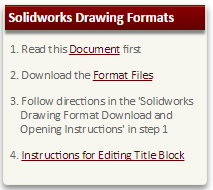 Solidworks Drawing Formats
1. Read this Document first
2. Download the Format Files
3. Follow directions in the 'Solidworks
Drawing Format Download and
Opening Instructions' in step 1
4. Instructions for Editing Title Block